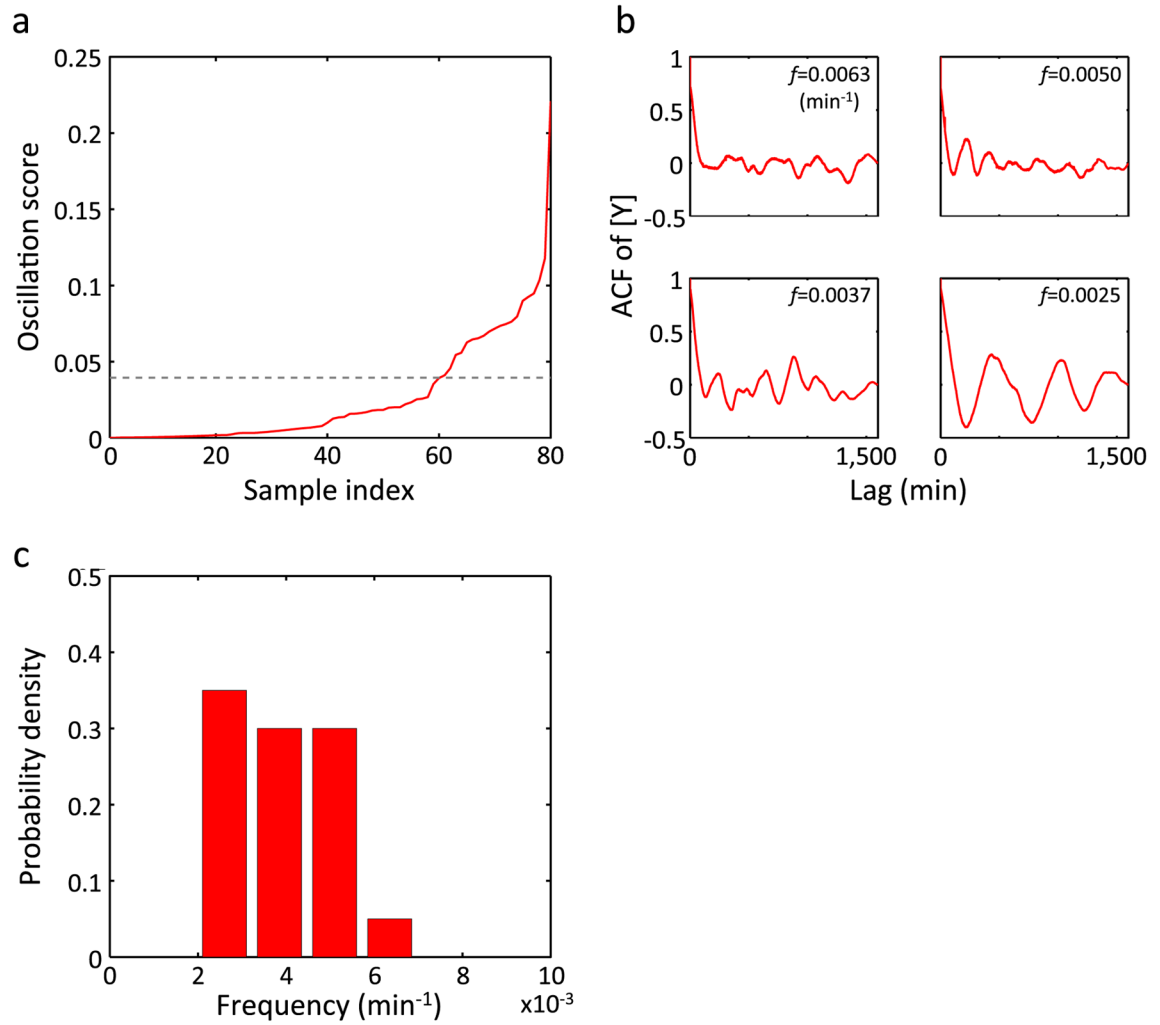 a
0.25
0.2
0.15
0.1
0.05
0
Oscillation score
0 20 40 60 80
Sample index
b
1
0.5
0
-0.5
f=0.0063
(min⁻¹)
f=0.0050
1
0.5
0
-0.5
f=0.0037
f=0.0025
ACF of [Y]
0 1,500 0 1,500
Lag (min)
c
0.5
0.4
0.3
0.2
0.1
0
Probability density
0 2 4 6 8 10
Frequency (min⁻¹) x10⁻³